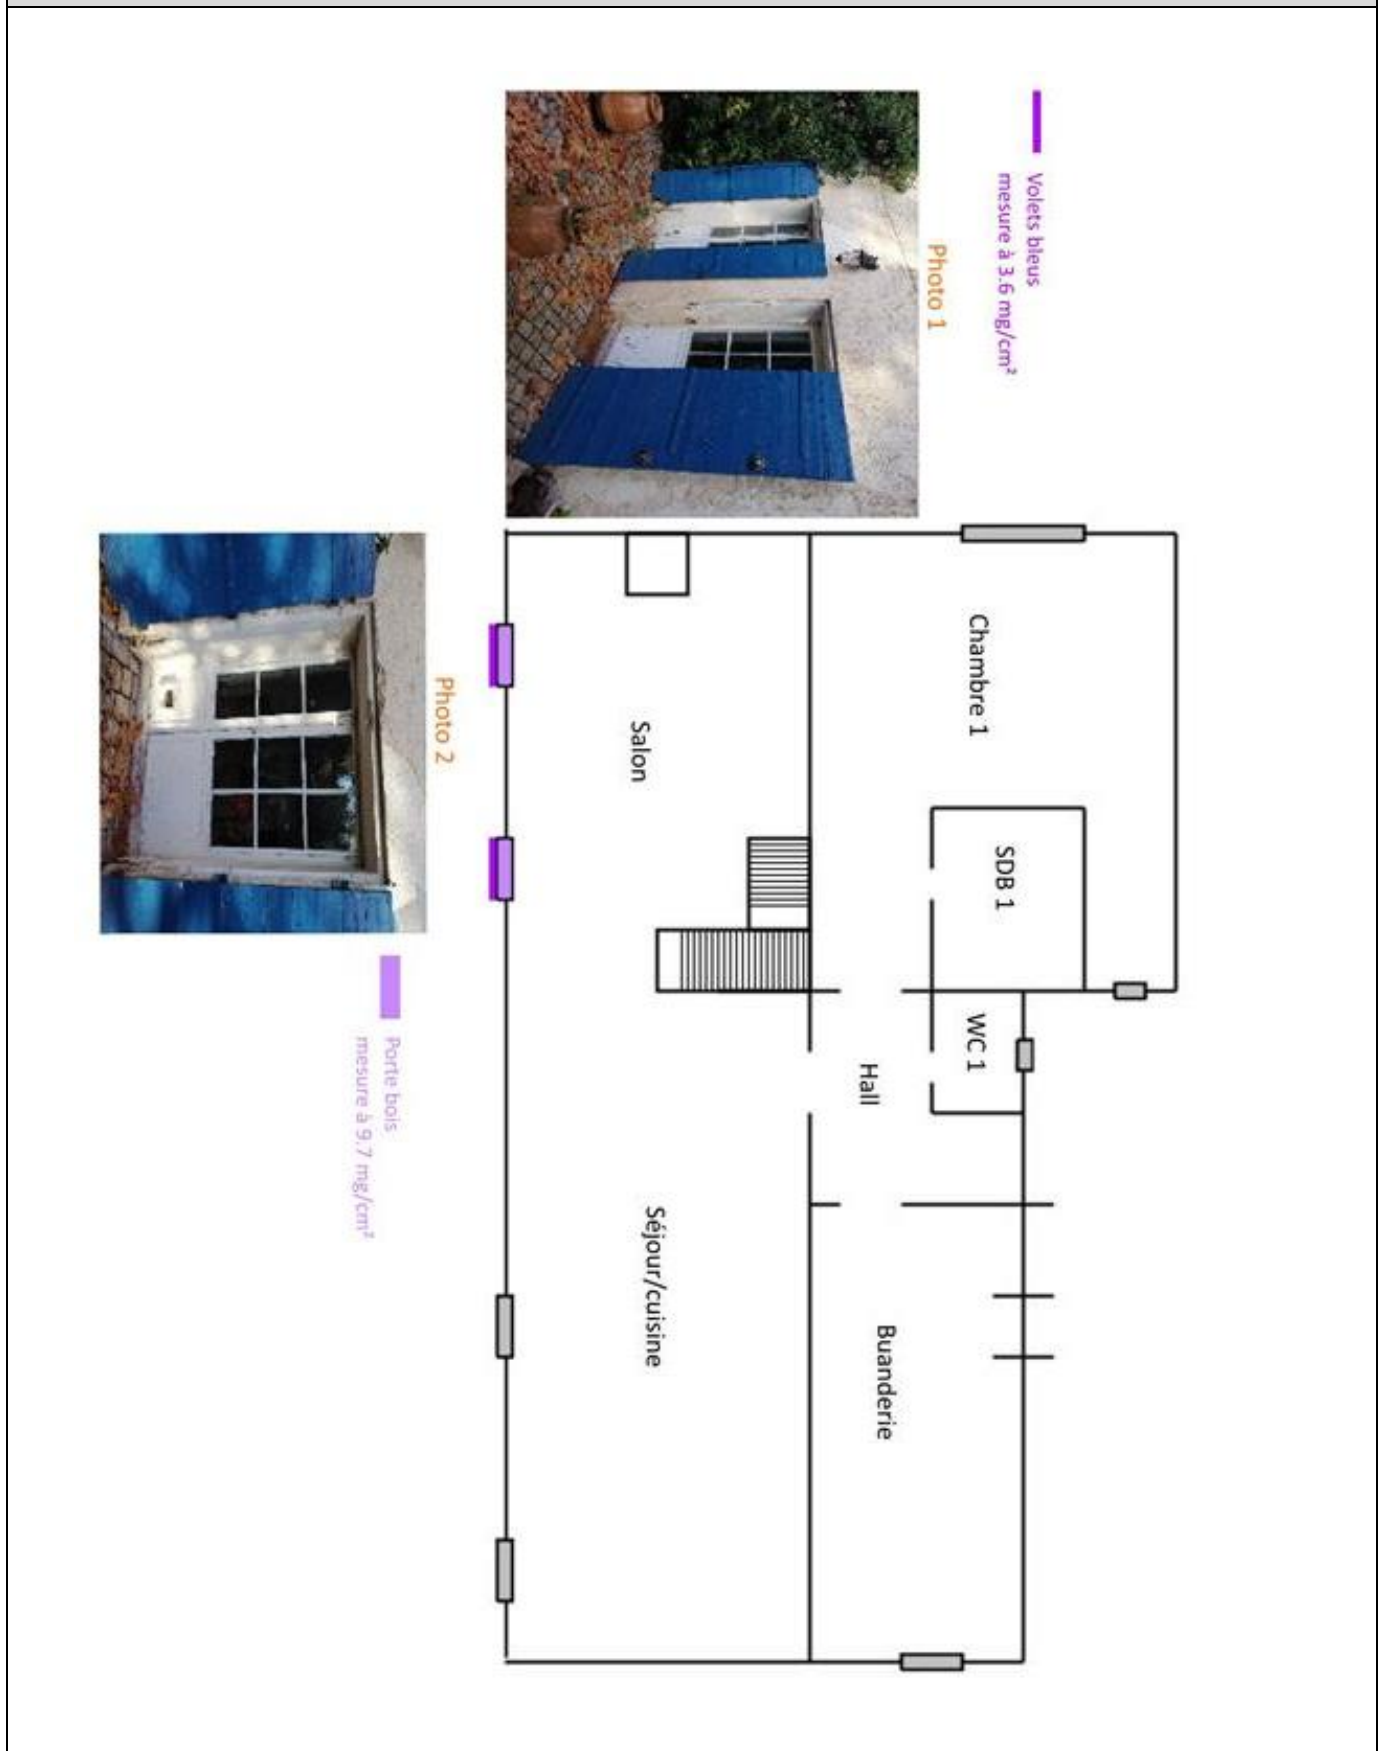 Volets bleus
mesure à 3.6 mg/cm²
Photo 1
Chambre 1
SDB 1
WC 1
Hall
Buanderie
Salon
Séjour/cuisine
Photo 2
Porte bois
mesure à 9.7 mg/cm²